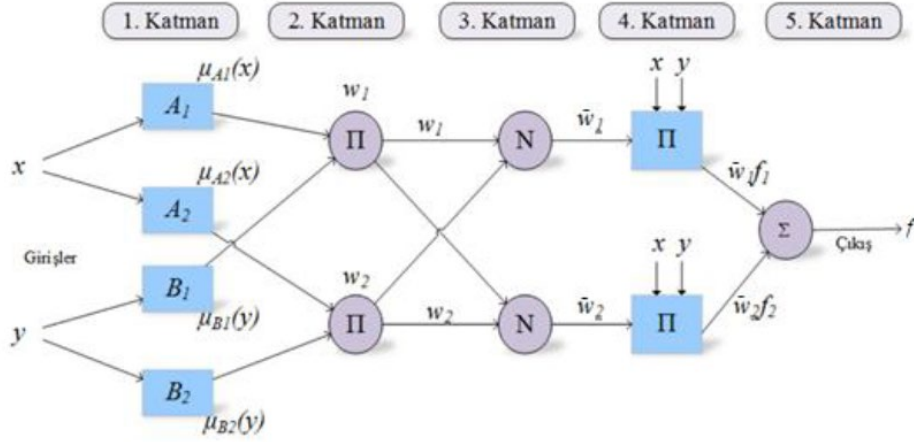 1. Katman
2. Katman
3. Katman
4. Katman
5. Katman
μA1(x)
A1
μA2(x)
A2
x
Girişler
y
B1
μB1(y)
B2
μB2(y)
w1
Π
w1
w2
Π
w2
N
w̄1
N
w̄2
x y
Π
w̄1f1
x y
Π
w̄2f2
Σ
Çıkış
f